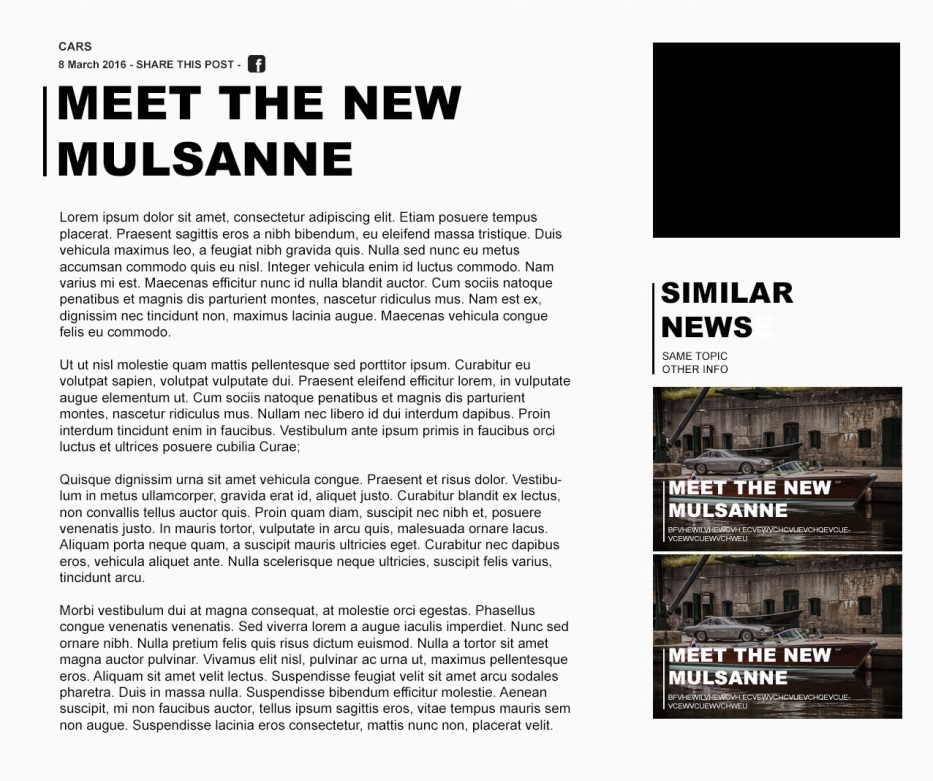 CARS
8 March 2016 - SHARE THIS POST -
MEET THE NEW
MULSANNE
Lorem ipsum dolor sit amet, consectetur adipiscing elit. Etiam posuere tempus
placerat. Praesent sagittis eros a nibh bibendum, eu eleifend massa tristique. Duis
vehicula maximus leo, a feugiat nibh gravida quis. Nulla sed nunc eu metus
accumsan commodo quis eu nisl. Integer vehicula enim id luctus commodo. Nam
varius mi est. Maecenas efficitur nunc id nulla blandit auctor. Cum sociis natoque
penatibus et magnis dis parturient montes, nascetur ridiculus mus. Nam est ex,
dignissim nec tincidunt non, maximus lacinia augue. Maecenas vehicula congue
felis eu commodo.
Ut ut nisl molestie quam mattis pellentesque sed porttitor ipsum. Curabitur eu
volutpat sapien, volutpat vulputate dui. Praesent eleifend efficitur lorem, in vulputate
augue elementum ut. Cum sociis natoque penatibus et magnis dis parturient
montes, nascetur ridiculus mus. Nullam nec libero id dui interdum dapibus. Proin
interdum tincidunt enim in faucibus. Vestibulum ante ipsum primis in faucibus orci
luctus et ultrices posuere cubilia Curae;
Quisque dignissim urna sit amet vehicula congue. Praesent et risus dolor. Vestibu-
lum in metus ullamcorper, gravida erat id, aliquet justo. Curabitur blandit ex lectus,
non convallis tellus auctor quis. Proin quam diam, suscipit nec nibh et, posuere
venenatis justo. In mauris tortor, vulputate in arcu quis, malesuada ornare lacus.
Aliquam porta neque quam, a suscipit mauris ultricies eget. Curabitur nec dapibus
eros, vehicula aliquet ante. Nulla scelerisque neque ultricies, suscipit felis varius,
tincidunt arcu.
Morbi vestibulum dui at magna consequat, at molestie orci egestas. Phasellus
congue venenatis venenatis. Sed viverra lorem a augue iaculis imperdiet. Nunc sed
ornare nibh. Nulla pretium felis quis risus dictum euismod. Nulla a tortor sit amet
magna auctor pulvinar. Vivamus elit nisl, pulvinar ac urna ut, maximus pellentesque
eros. Aliquam sit amet velit lectus. Suspendisse feugiat velit sit amet arcu sodales
pharetra. Duis in massa nulla. Suspendisse bibendum efficitur molestie. Aenean
suscipit, mi non faucibus auctor, tellus ipsum sagittis eros, vitae tempus mauris sem
non augue. Suspendisse lacinia eros consectetur, mattis nunc non, placerat velit.
SIMILAR
NEWS
SAME TOPIC
OTHER INFO
MEET THE NEW
MULSANNE
VCEWVCUEWVCHWEU
MEET THE NEW
MULSANNE
VCEWVCUEWVCHWEU